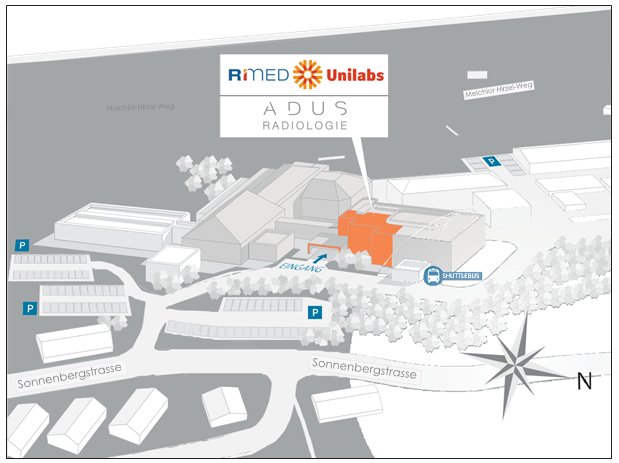 RIMED Unilabs
ADUS
RADIOLOGIE
Melchior Hirzel-Weg
Melchior Hirzel-Weg
P
P
EINGANG
SHUTTLEBUS
P
P
Sonnenbergstrasse
Sonnenbergstrasse
N